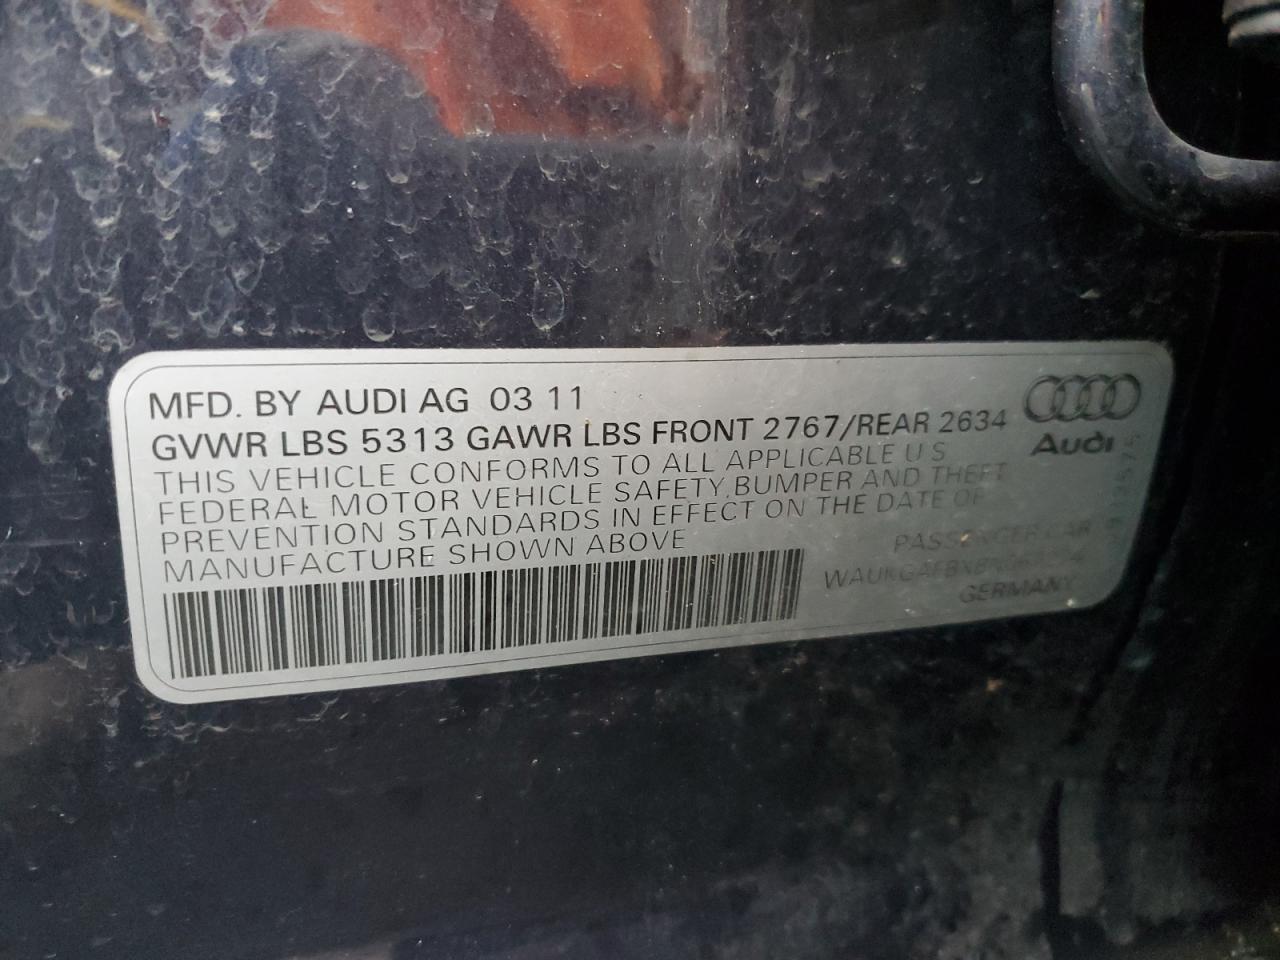 MFD. BY AUDI AG 03 11
GVWR LBS 5313 GAWR LBS FRONT 2767/REAR 2634
THIS VEHICLE CONFORMS TO ALL APPLICABLE U S
FEDERAL MOTOR VEHICLE SAFETY, BUMPER AND THEFT
PREVENTION STANDARDS IN EFFECT ON THE DATE OF
MANUFACTURE SHOWN ABOVE
Audi
PASSENGER CAR
GERMANY